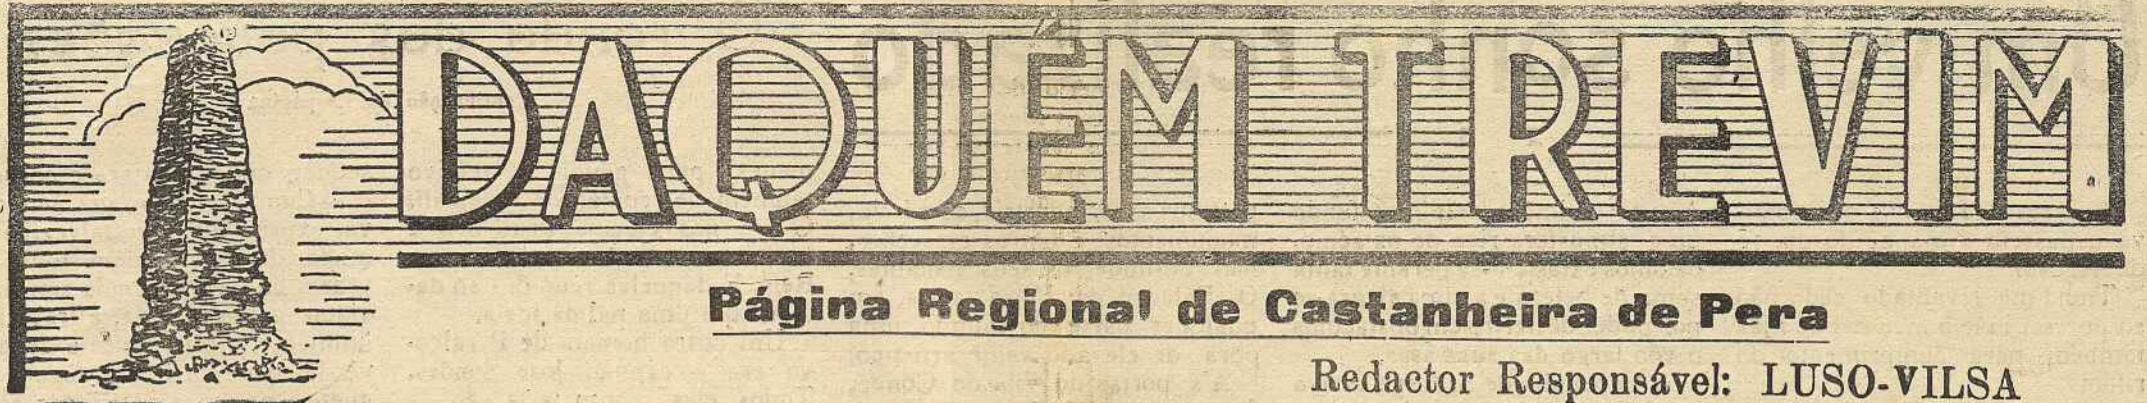 DAQUÉM TREVIM
Página Regional de Castanheira de Pera
Redactor Responsável: LUSO-VILSA